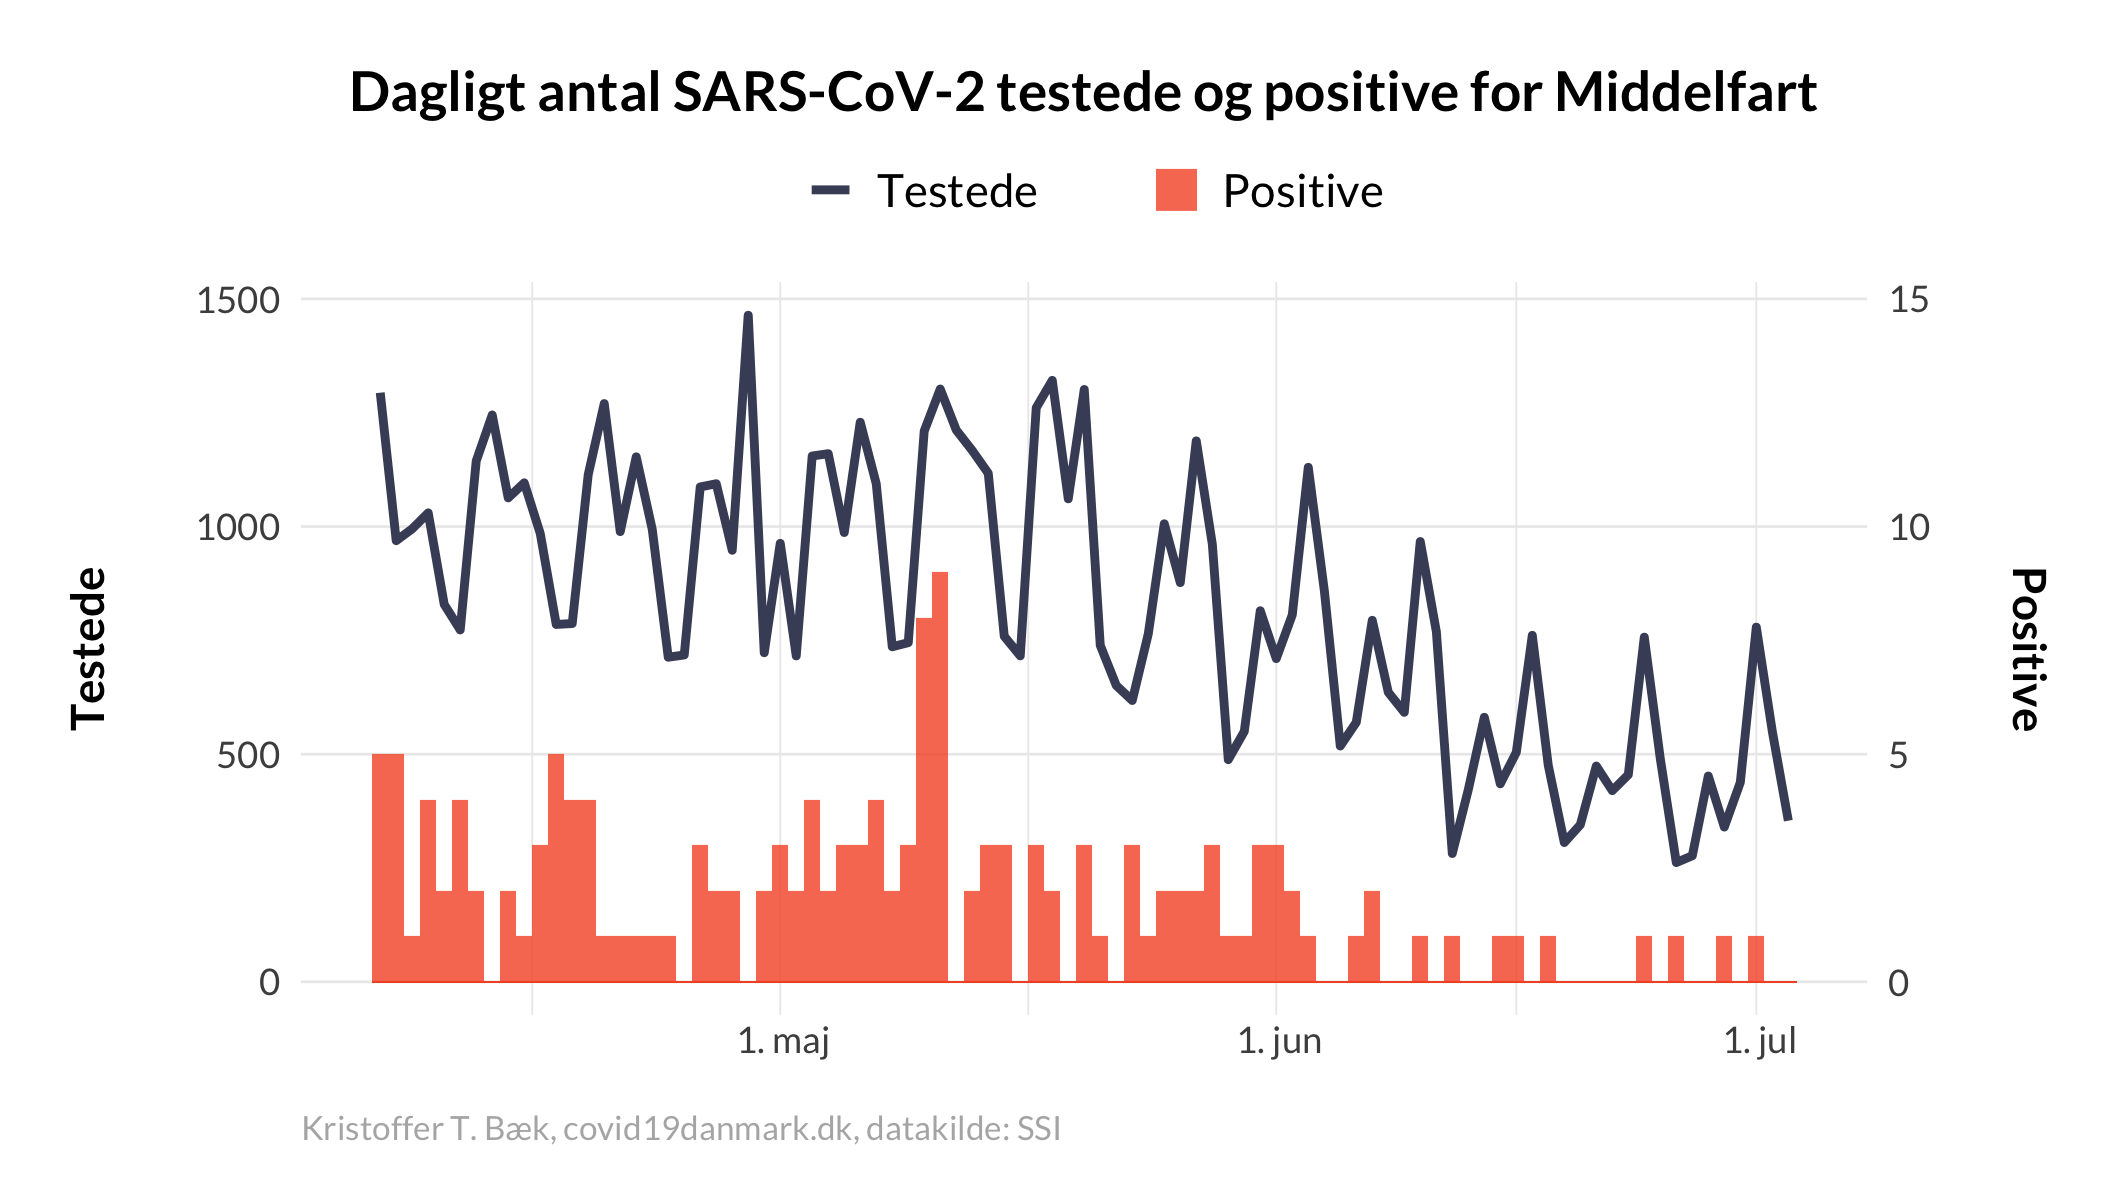 Dagligt antal SARS-CoV-2 testede og positive for Middelfart
Testede
Positive
1500
1000
500
0
Testede
15
10
5
0
Positive
1. maj
1. jun
1. jul
Kristoffer T. Bæk, covid19danmark.dk, datakilde: SSI